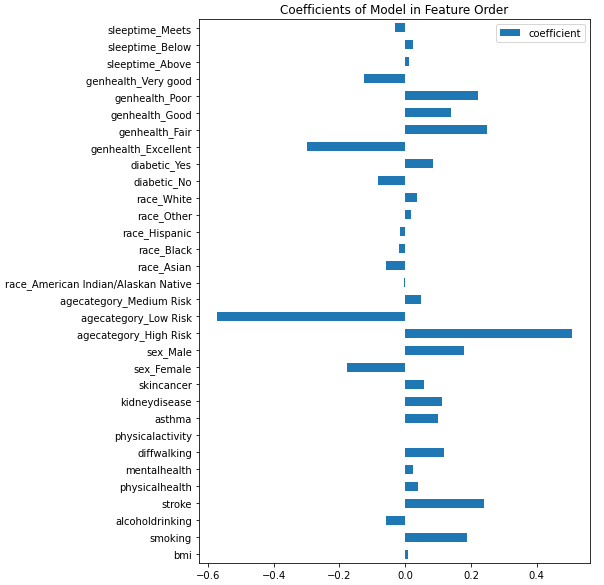 Coefficients of Model in Feature Order
coefficient
sleeptime_Meets
sleeptime_Below
sleeptime_Above
genhealth_Very good
genhealth_Poor
genhealth_Good
genhealth_Fair
genhealth_Excellent
diabetic_Yes
diabetic_No
race_White
race_Other
race_Hispanic
race_Black
race_Asian
race_American Indian/Alaskan Native
agecategory_Medium Risk
agecategory_Low Risk
agecategory_High Risk
sex_Male
sex_Female
skincancer
kidneydisease
asthma
physicalactivity
diffwalking
mentalhealth
physicalhealth
stroke
alcoholdrinking
smoking
bmi
−0.6 −0.4 −0.2 0.0 0.2 0.4